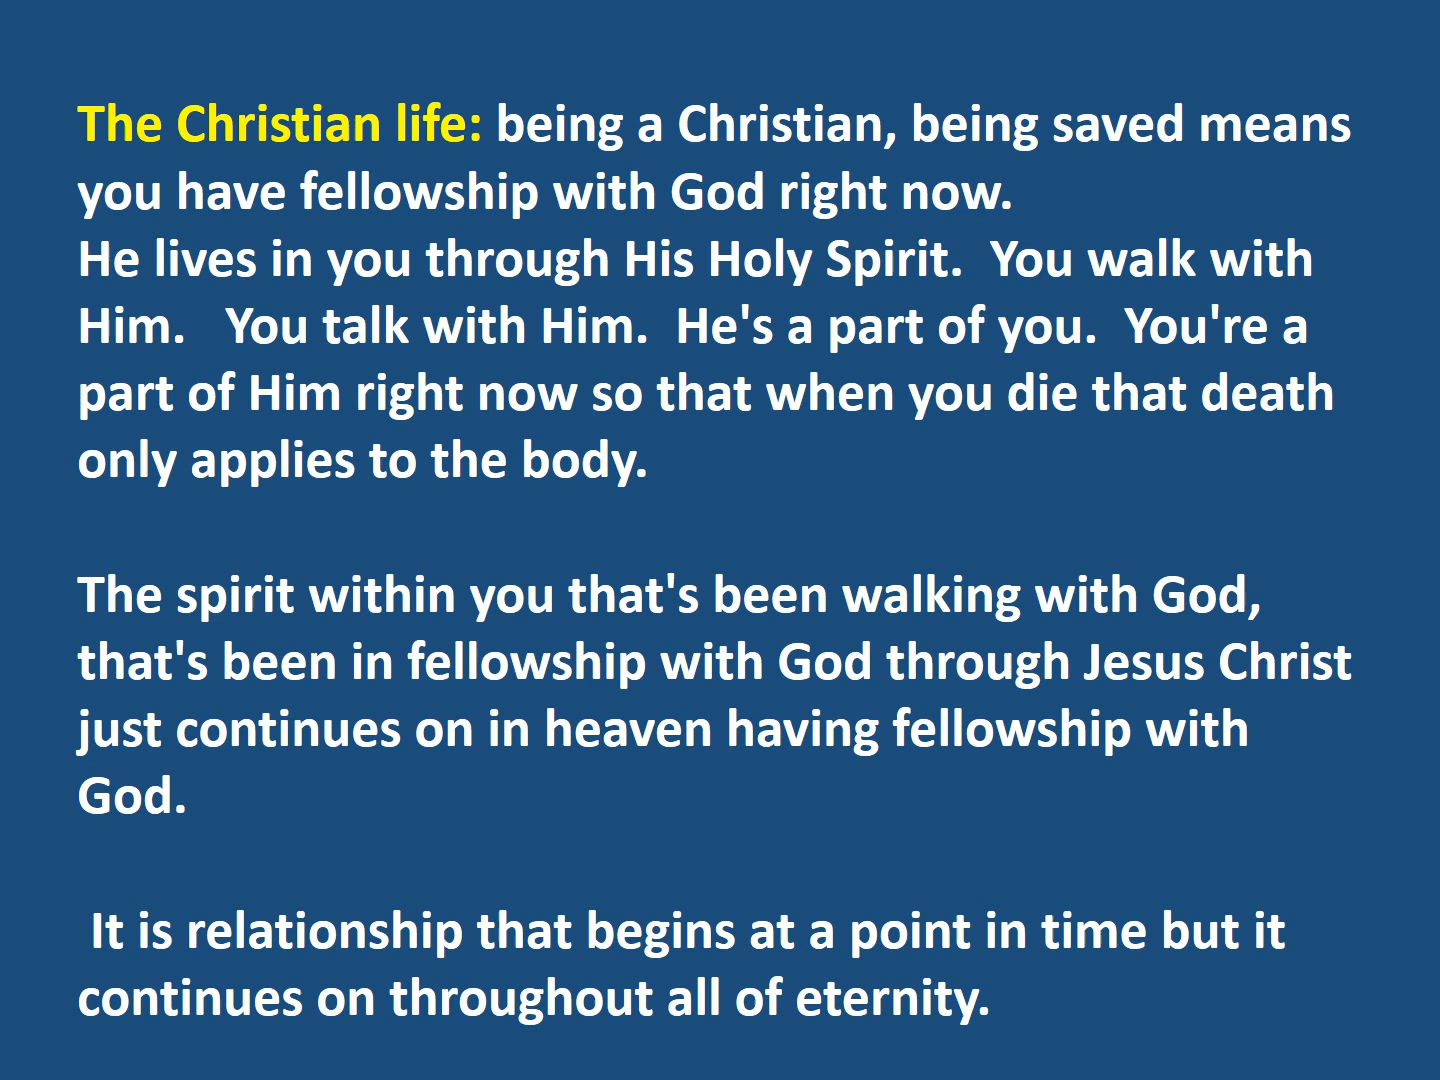 The Christian life: being a Christian, being saved means
you have fellowship with God right now.
He lives in you through His Holy Spirit.  You walk with
Him.   You talk with Him.  He's a part of you.  You're a
part of Him right now so that when you die that death
only applies to the body.
The spirit within you that's been walking with God,
that's been in fellowship with God through Jesus Christ
just continues on in heaven having fellowship with
God.
It is relationship that begins at a point in time but it
continues on throughout all of eternity.